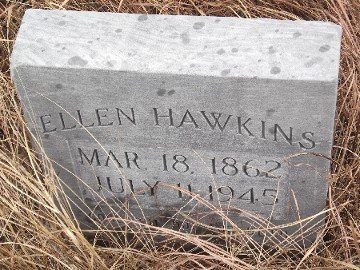 ELLEN HAWKINS
MAR. 18, 1862
JULY 11, 1945